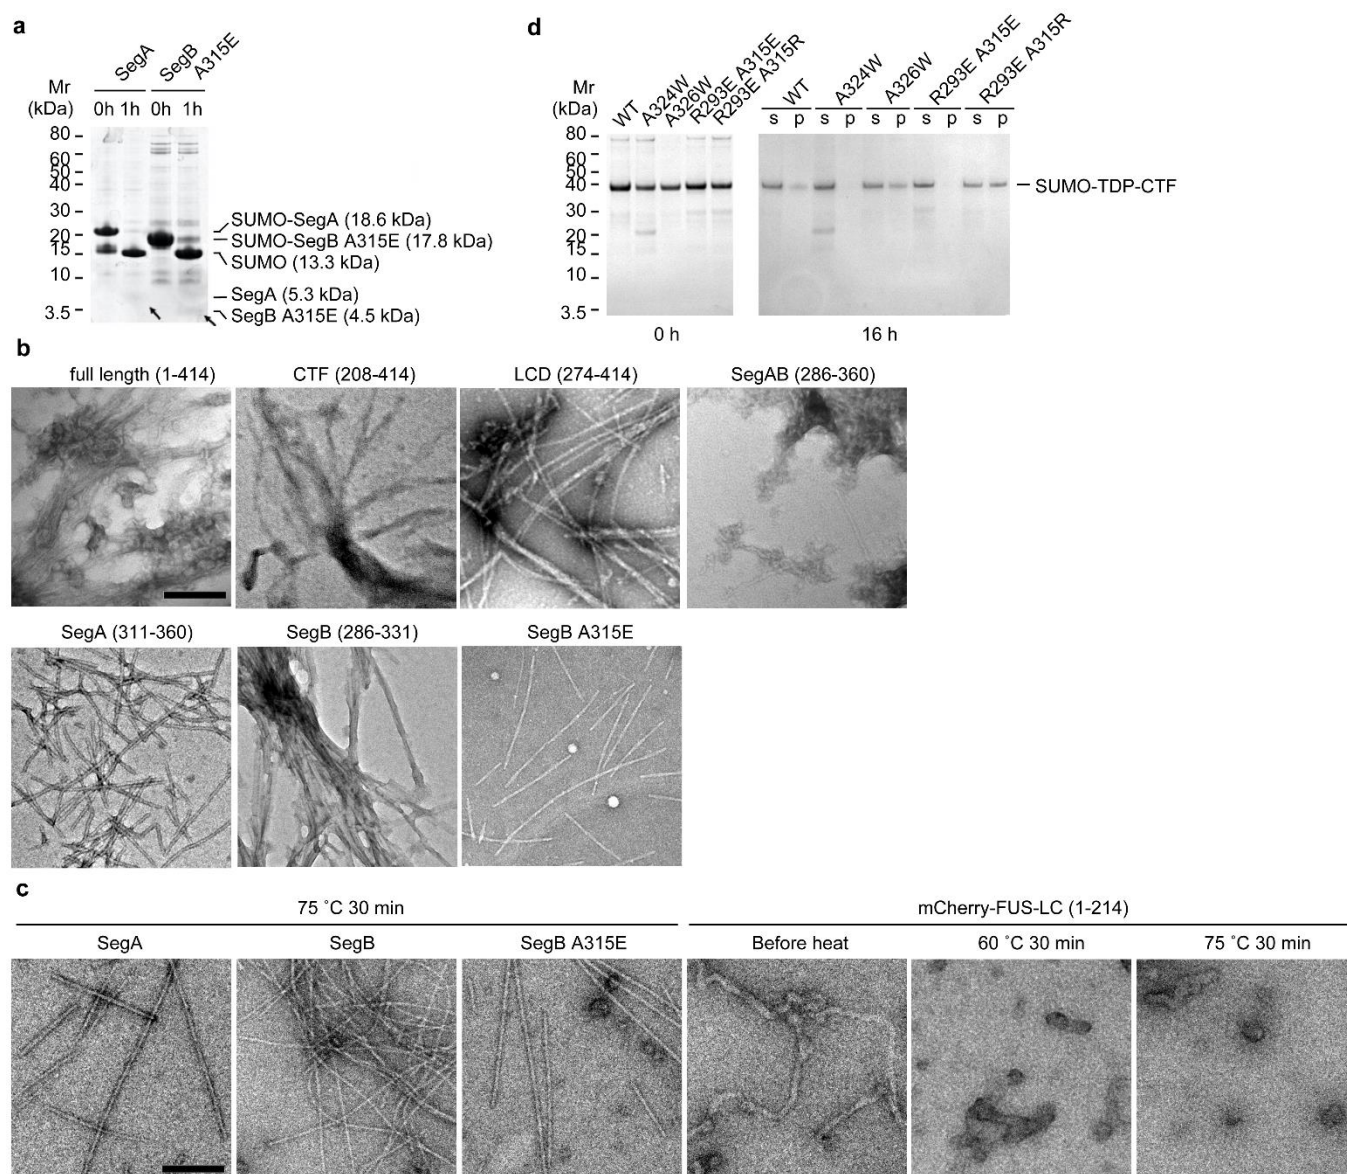 a
SegA
SegB
A315E
Mr
(kDa)
0h 1h 0h 1h
80
60
50
40
30
20
15
10
3.5
SUMO-SegA (18.6 kDa)
SUMO-SegB A315E (17.8 kDa)
SUMO (13.3 kDa)
SegA (5.3 kDa)
SegB A315E (4.5 kDa)
d
Mr
(kDa)
WT
A324W
A326W
R293E A315E
R293E A315R
WT
A324W
A326W
R293E A315E
R293E A315R
s p s p s p s p s p
80
60
50
40
30
20
15
10
3.5
SUMO-TDP-CTF
0 h
16 h
b
full length (1-414)
CTF (208-414)
LCD (274-414)
SegAB (286-360)
SegA (311-360)
SegB (286-331)
SegB A315E
c
75 ˚C 30 min
mCherry-FUS-LC (1-214)
SegA
SegB
SegB A315E
Before heat
60 ˚C 30 min
75 ˚C 30 min